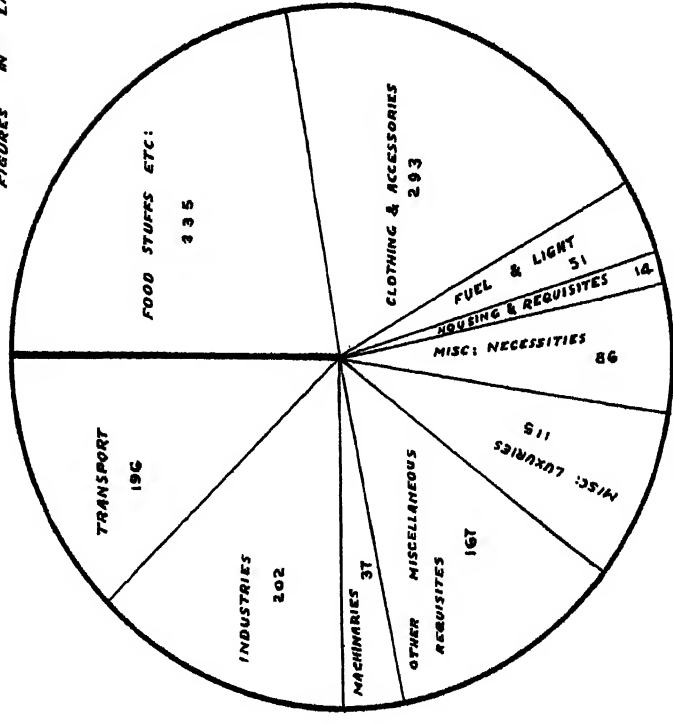 FIGURES IN
FOOD STUFFS ETC:
335
CLOTHING & ACCESSORIES
293
FUEL & LIGHT
51
HOUSING & REQUISITES
14
MISC: NECESSITIES
86
MISC: LUXURIES
115
OTHER MISCELLANEOUS
REQUISITES
167
MACHINARIES
37
INDUSTRIES
202
TRANSPORT
196